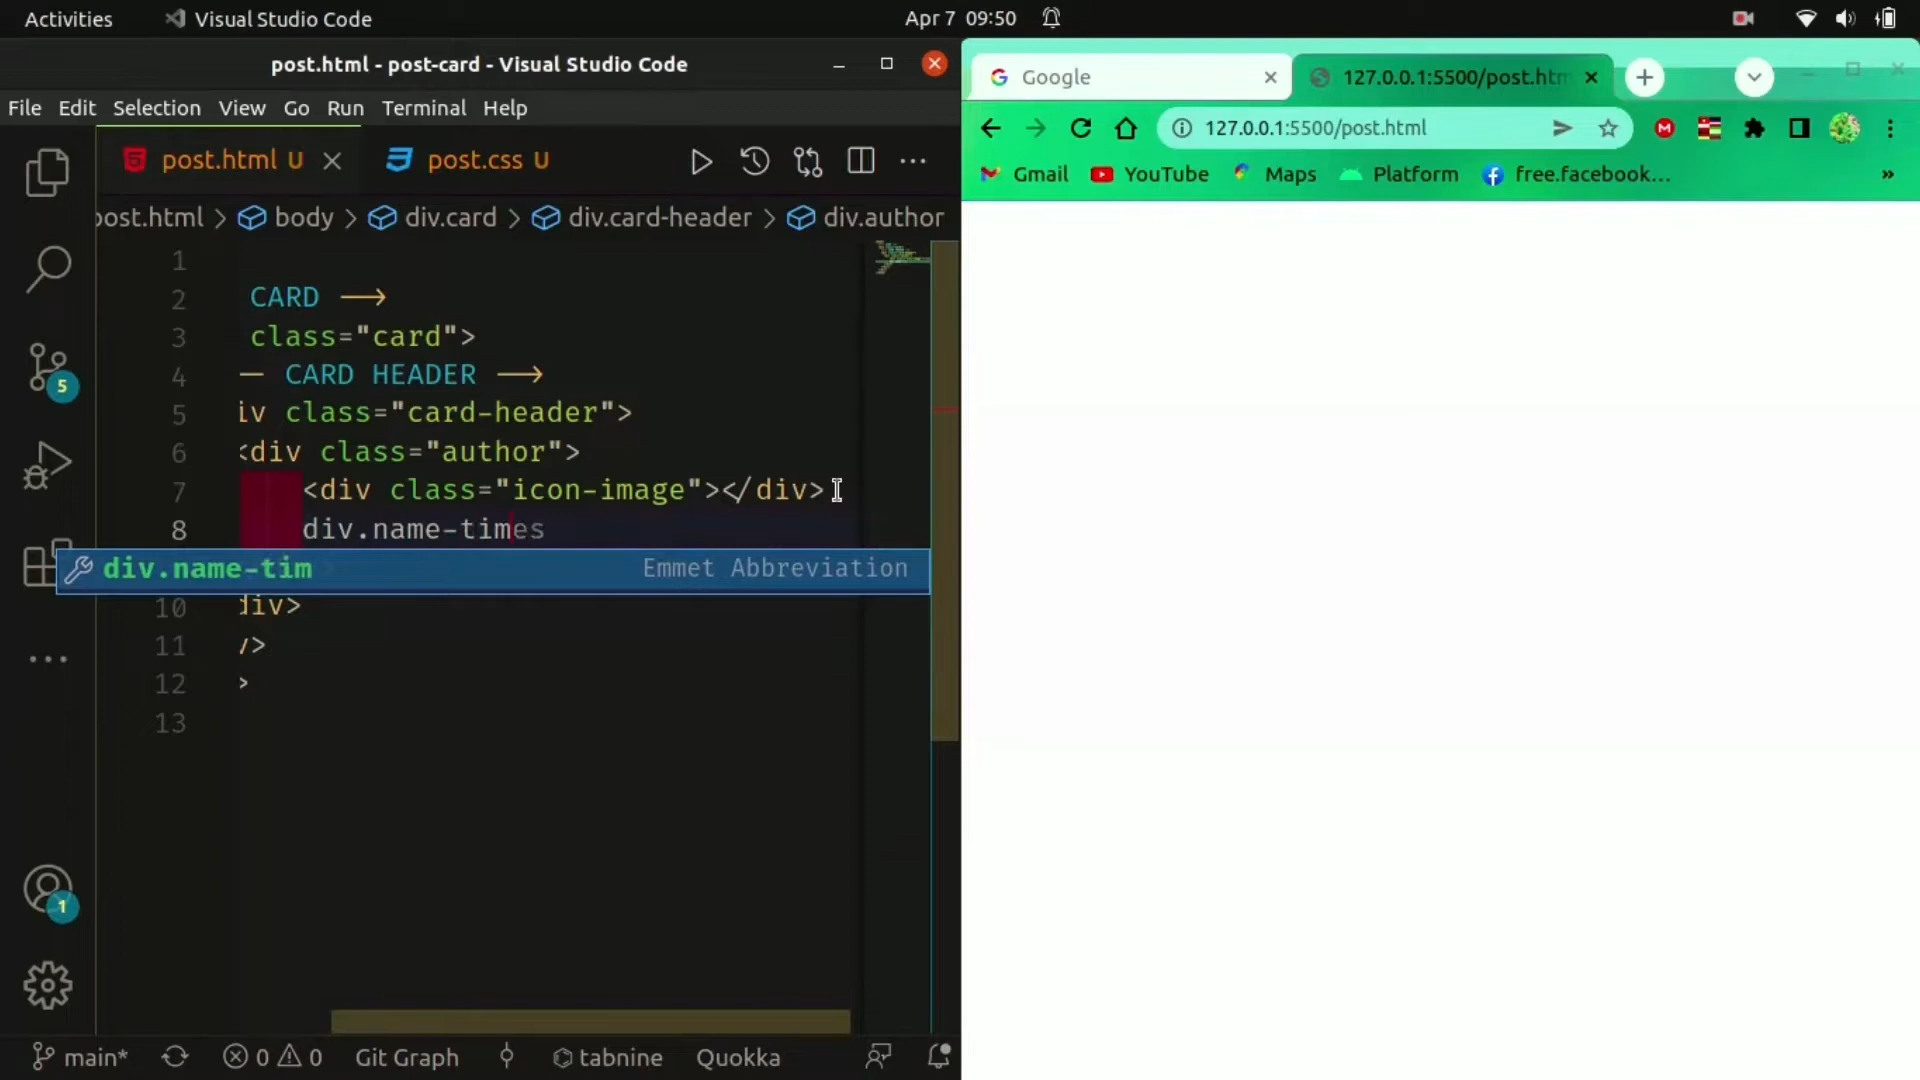 Activities Visual Studio Code Apr 7 09:50
post.html - post-card - Visual Studio Code
File Edit Selection View Go Run Terminal Help
post.html U post.css U
post.html > body > div.card > div.card-header > div.author
1
2 CARD -->
3 class="card">
4 — CARD HEADER -->
5 iv class="card-header">
6 <div class="author">
7 <div class="icon-image"></div>
8 div.name-times
div.name-tim Emmet Abbreviation
10 div>
11 />
12 >
13
5
1
main* 0 0 Git Graph tabnine Quokka
Google 127.0.0.1:5500/post.htm
127.0.0.1:5500/post.html
Gmail YouTube Maps Platform free.facebook... »